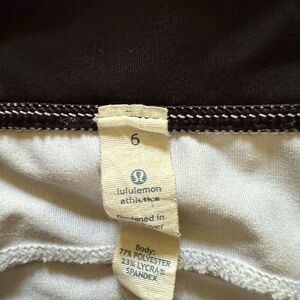 6
lululemon
athletica
Designed in
Body:
77% POLYESTER
23% LYCRA®
SPANDEX